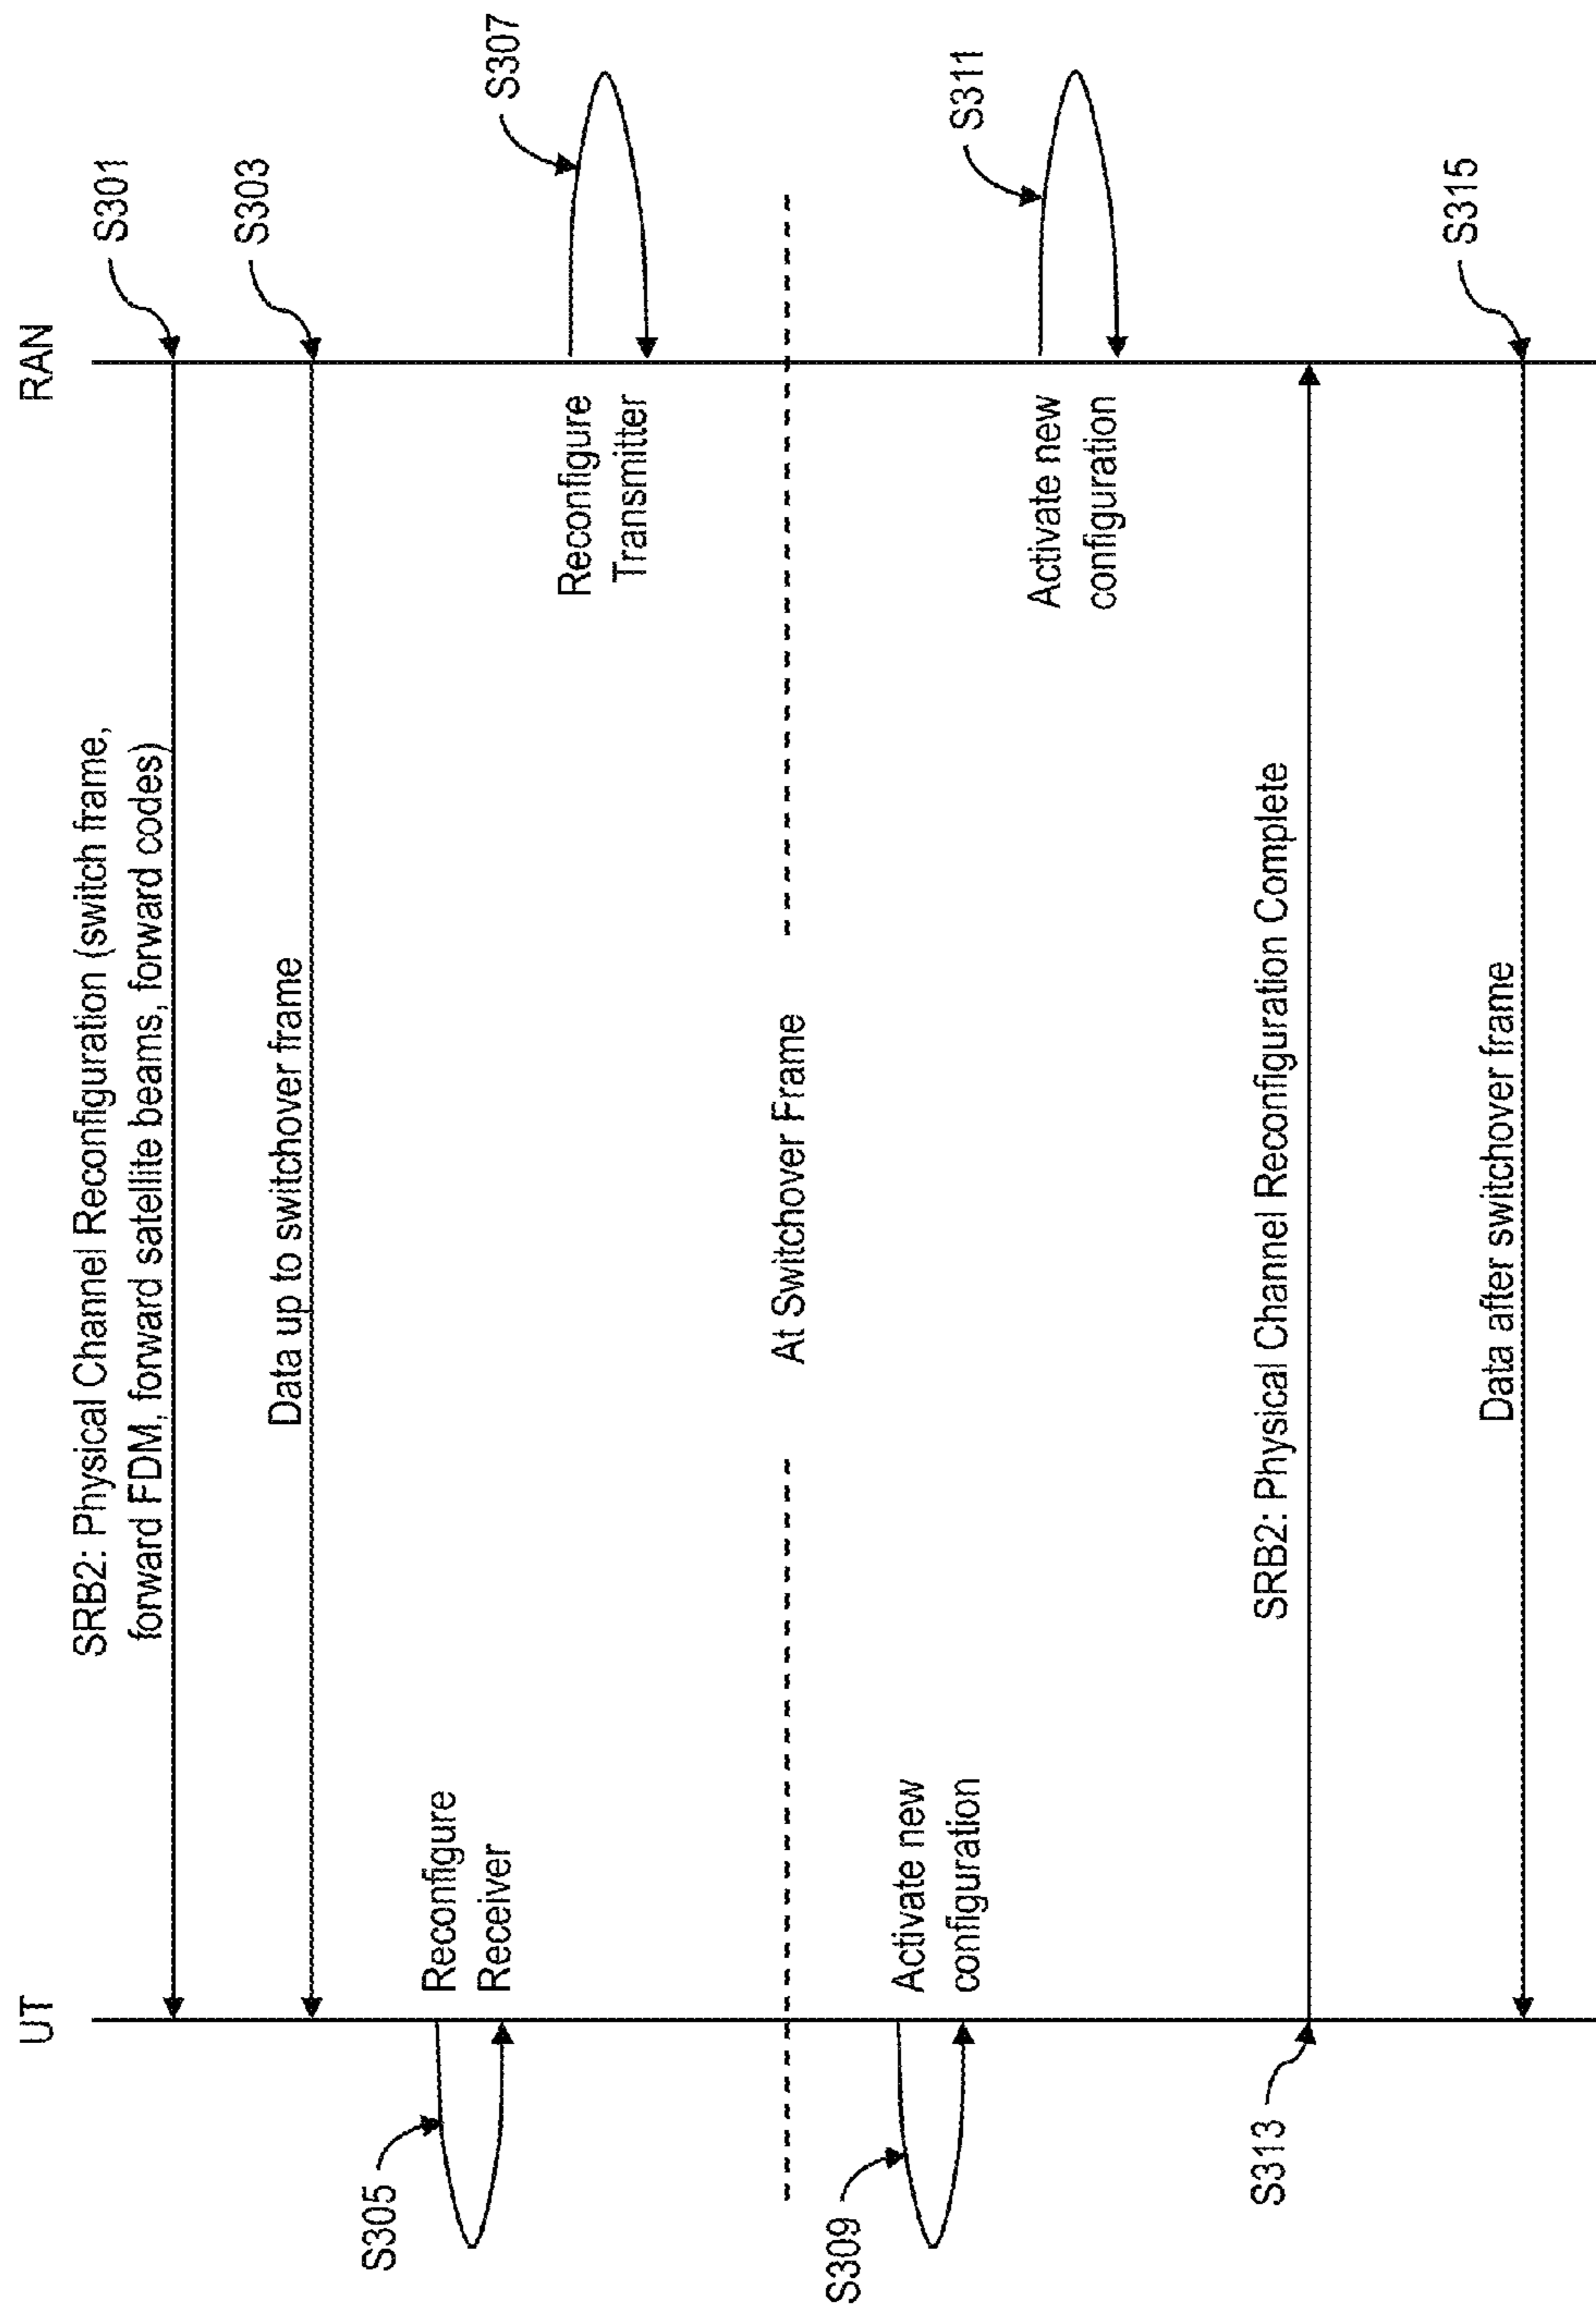 UT
RAN
SRB2: Physical Channel Reconfiguration (switch frame,
forward FDM, forward satellite beams, forward codes)
S301
Data up to switchover frame
S303
S305
Reconfigure
Receiver
Reconfigure
Transmitter
S307
At Switchover Frame
S309
Activate new
configuration
Activate new
configuration
S311
S313
SRB2: Physical Channel Reconfiguration Complete
Data after switchover frame
S315